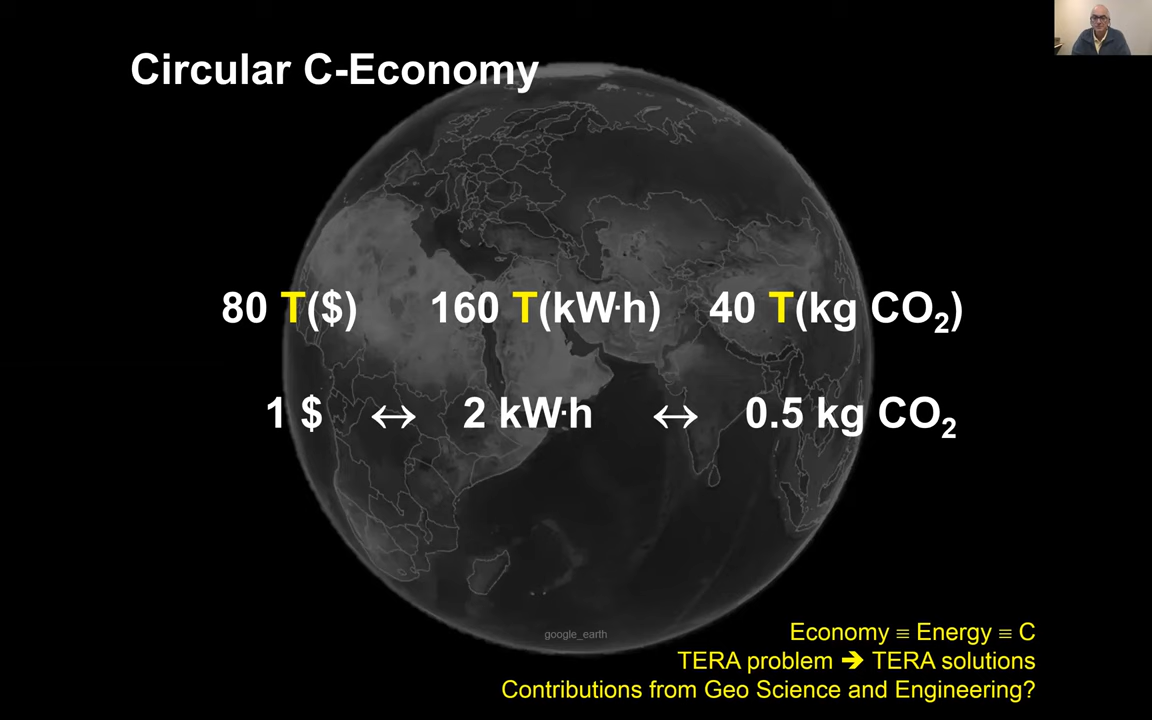 Circular C-Economy
80 T($) 160 T(kW·h) 40 T(kg CO₂)
1 $ ↔ 2 kW·h ↔ 0.5 kg CO₂
google_earth
Economy ≡ Energy ≡ C
TERA problem ➔ TERA solutions
Contributions from Geo Science and Engineering?